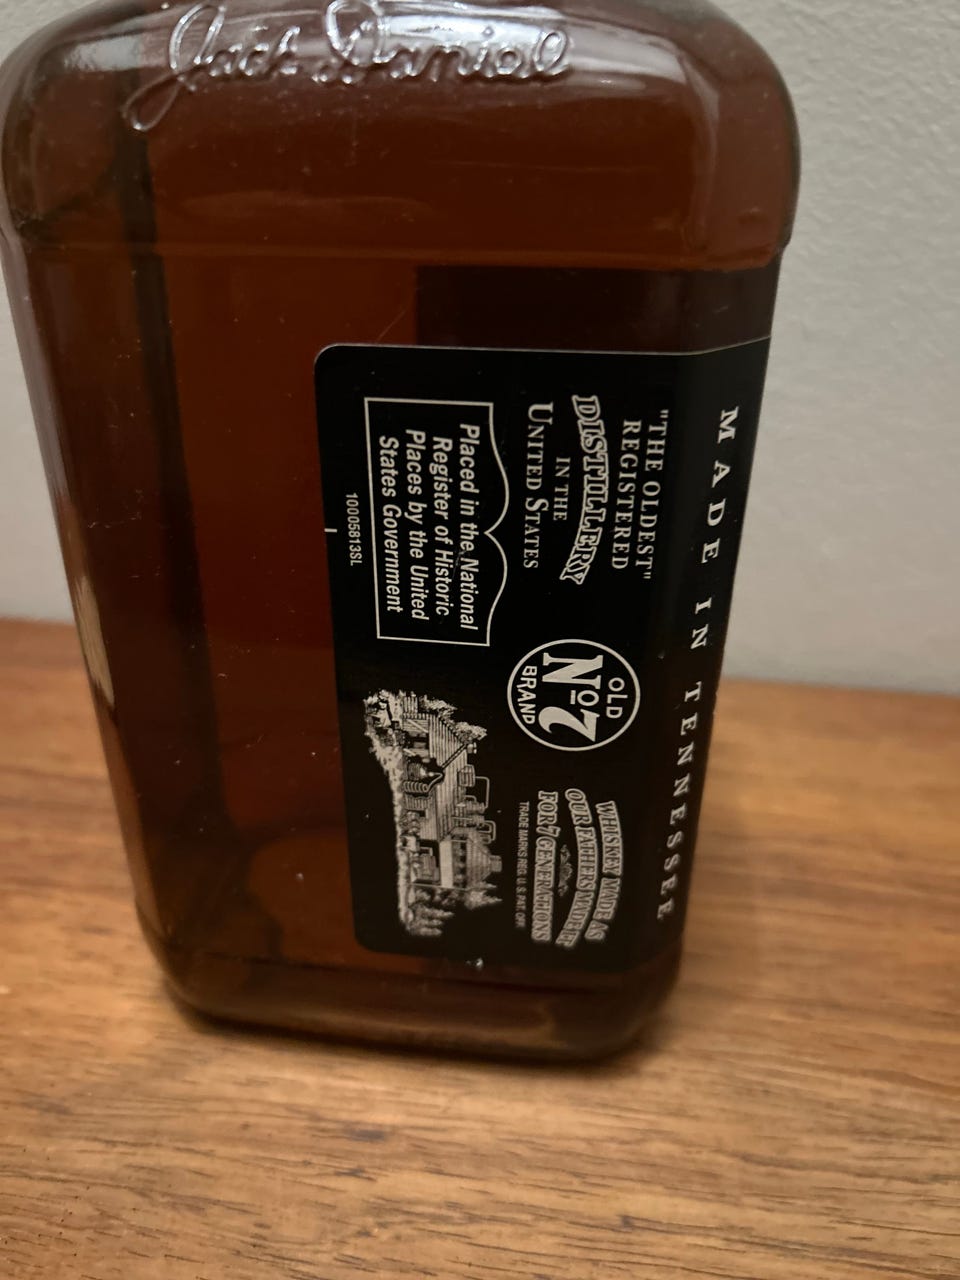 Jack Daniel
MADE IN TENNESSEE
"THE OLDEST"
REGISTERED
DISTILLERY
IN THE
UNITED STATES
Placed in the National
Register of Historic
Places by the United
States Government
10005813SL
OLD
No7
BRAND
WHISKEY MADE AS
OUR FATHERS MADE IT
FOR 7 GENERATIONS
TRADE MARKS REG. U.S. PAT. OFF.